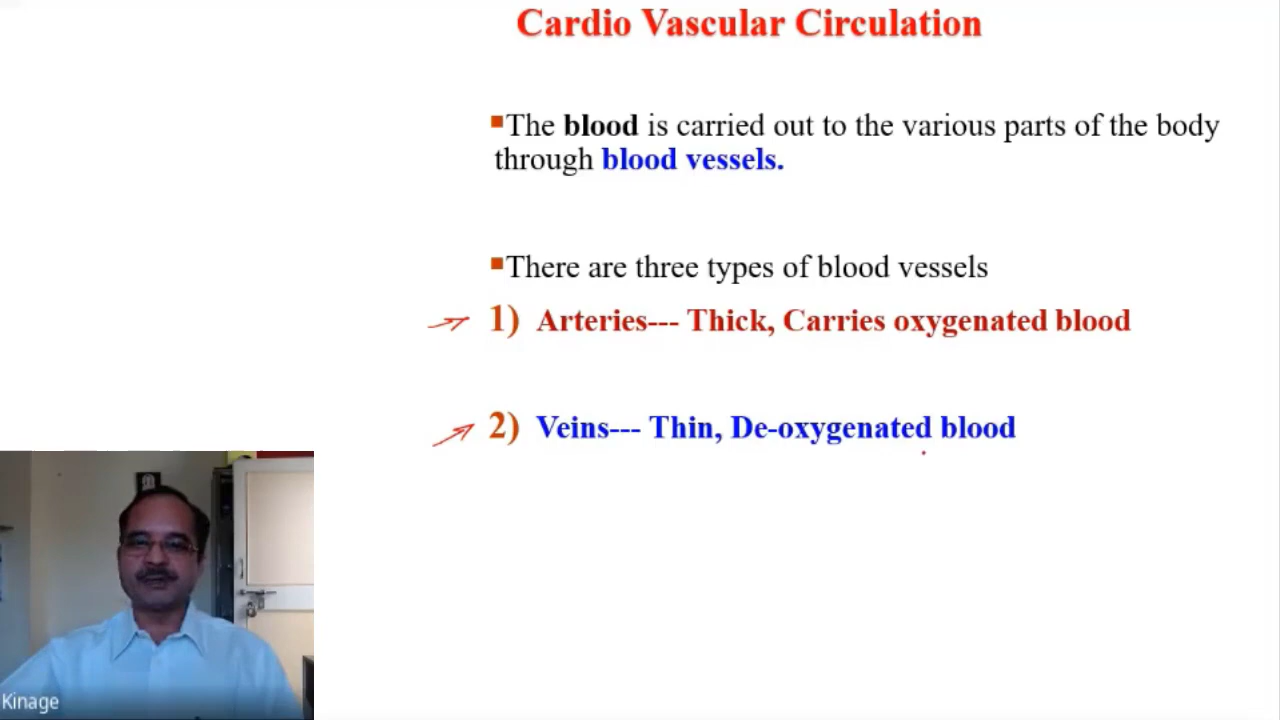 Cardio Vascular Circulation
The blood is carried out to the various parts of the body
through blood vessels.
There are three types of blood vessels
1) Arteries--- Thick, Carries oxygenated blood
2) Veins--- Thin, De-oxygenated blood
Kinage